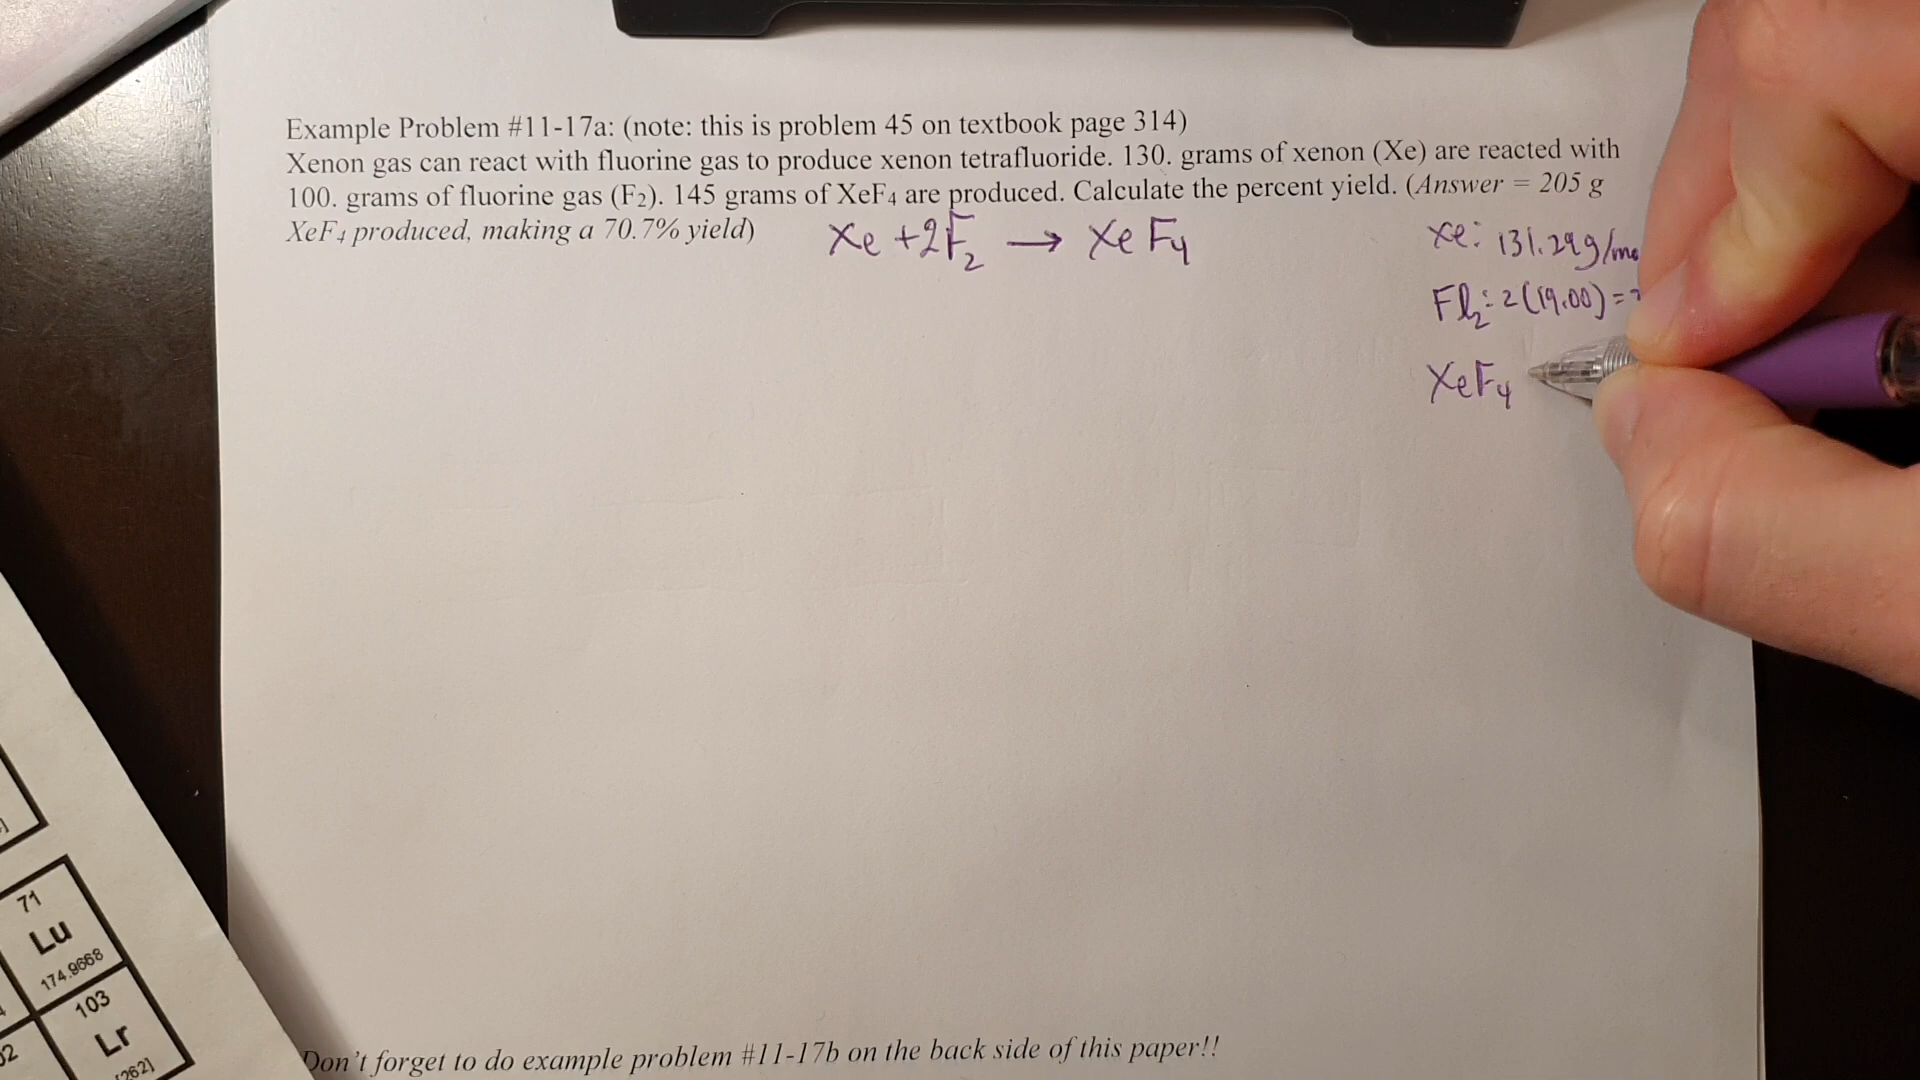 Example Problem #11-17a: (note: this is problem 45 on textbook page 314)
Xenon gas can react with fluorine gas to produce xenon tetrafluoride. 130. grams of xenon (Xe) are reacted with
100. grams of fluorine gas (F₂). 145 grams of XeF₄ are produced. Calculate the percent yield. (Answer = 205 g
XeF₄ produced, making a 70.7% yield)
Xe + 2F₂ → XeF₄
Xe: 131.29g/mo
Fl₂: 2(19.00) =
XeF₄
71
Lu
174.9668
103
Lr
[262]
Don't forget to do example problem #11-17b on the back side of this paper!!